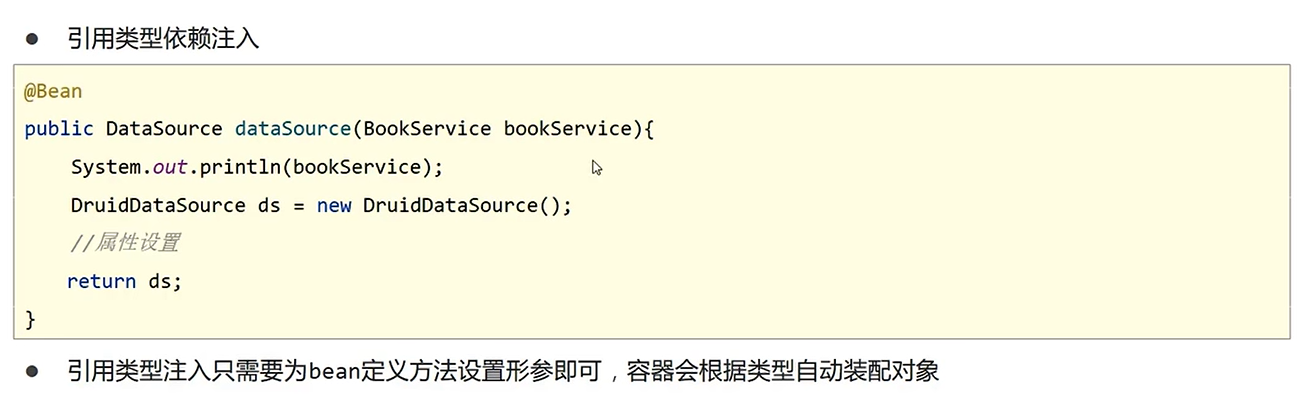 ● 引用类型依赖注入
@Bean
public DataSource dataSource(BookService bookService){
System.out.println(bookService);
DruidDataSource ds = new DruidDataSource();
//属性设置
return ds;
}
● 引用类型注入只需要为bean定义方法设置形参即可，容器会根据类型自动装配对象